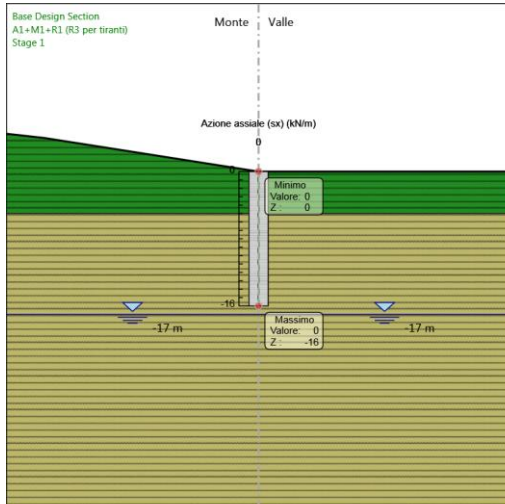 Base Design Section
A1+M1+R1 (R3 per tiranti)
Stage 1
Monte
Valle
Azione assiale (sx) (kN/m)
0
0
Minimo
Valore: 0
Z : 0
-16
Massimo
Valore: 0
Z : -16
-17 m
-17 m